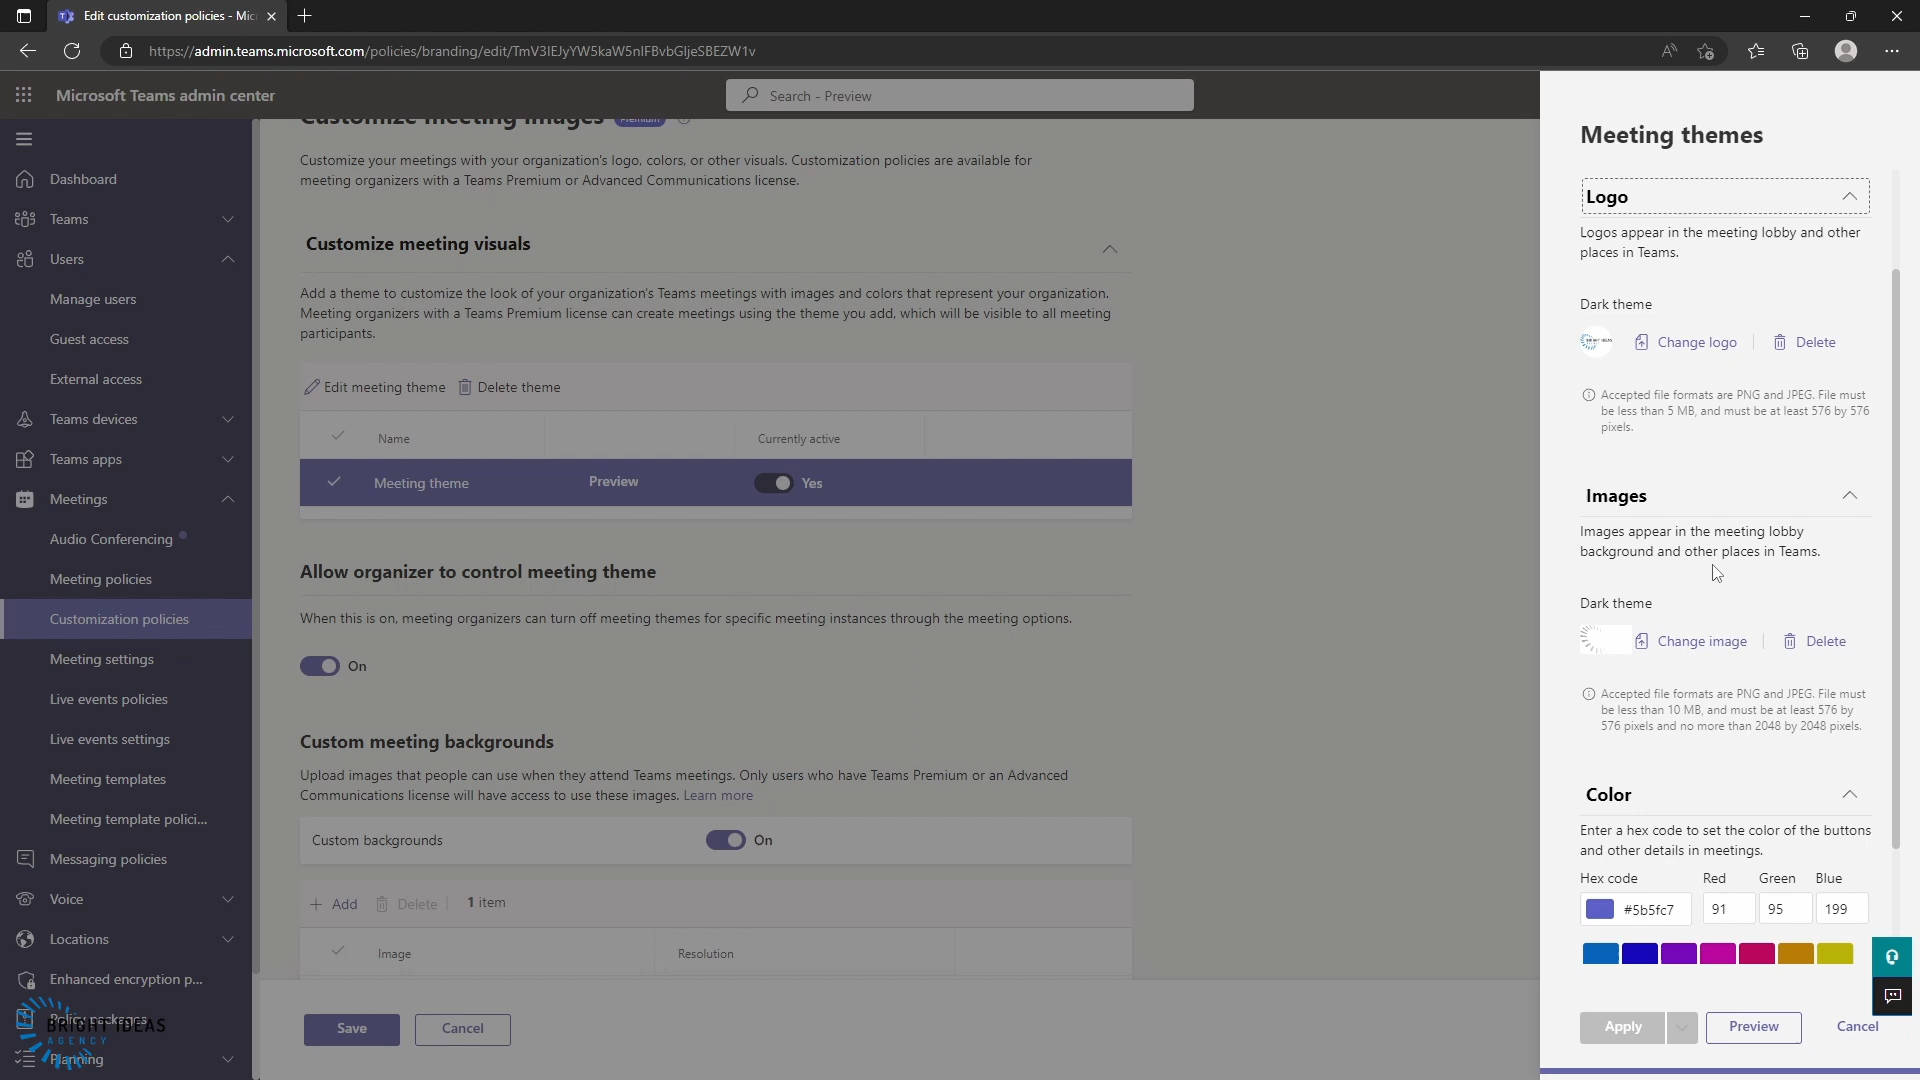 Edit customization policies - Mic
https://admin.teams.microsoft.com/policies/branding/edit/TmV3IEJyYW5kaW5nIFBvbGljeSBEZW1v
Microsoft Teams admin center
Search - Preview
Dashboard
Teams
Users
Manage users
Guest access
External access
Teams devices
Teams apps
Meetings
Audio Conferencing
Meeting policies
Customization policies
Meeting settings
Live events policies
Live events settings
Meeting templates
Meeting template polici...
Messaging policies
Voice
Locations
Enhanced encryption p...
Policy packages
Planning
BRIGHT IDEAS
AGENCY
Customize meeting images Premium
Customize your meetings with your organization's logo, colors, or other visuals. Customization policies are available for
meeting organizers with a Teams Premium or Advanced Communications license.
Customize meeting visuals
Add a theme to customize the look of your organization's Teams meetings with images and colors that represent your organization.
Meeting organizers with a Teams Premium license can create meetings using the theme you add, which will be visible to all meeting
participants.
Edit meeting theme Delete theme
Name Currently active
Meeting theme Preview Yes
Allow organizer to control meeting theme
When this is on, meeting organizers can turn off meeting themes for specific meeting instances through the meeting options.
On
Custom meeting backgrounds
Upload images that people can use when they attend Teams meetings. Only users who have Teams Premium or an Advanced
Communications license will have access to use these images. Learn more
Custom backgrounds On
Add Delete 1 item
Image Resolution
Save Cancel
Meeting themes
Logo
Logos appear in the meeting lobby and other
places in Teams.
Dark theme
BRIGHT IDEAS Change logo Delete
Accepted file formats are PNG and JPEG. File must
be less than 5 MB, and must be at least 576 by 576
pixels.
Images
Images appear in the meeting lobby
background and other places in Teams.
Dark theme
Change image Delete
Accepted file formats are PNG and JPEG. File must
be less than 10 MB, and must be at least 576 by
576 pixels and no more than 2048 by 2048 pixels.
Color
Enter a hex code to set the color of the buttons
and other details in meetings.
Hex code Red Green Blue
#5b5fc7 91 95 199
Apply Preview Cancel